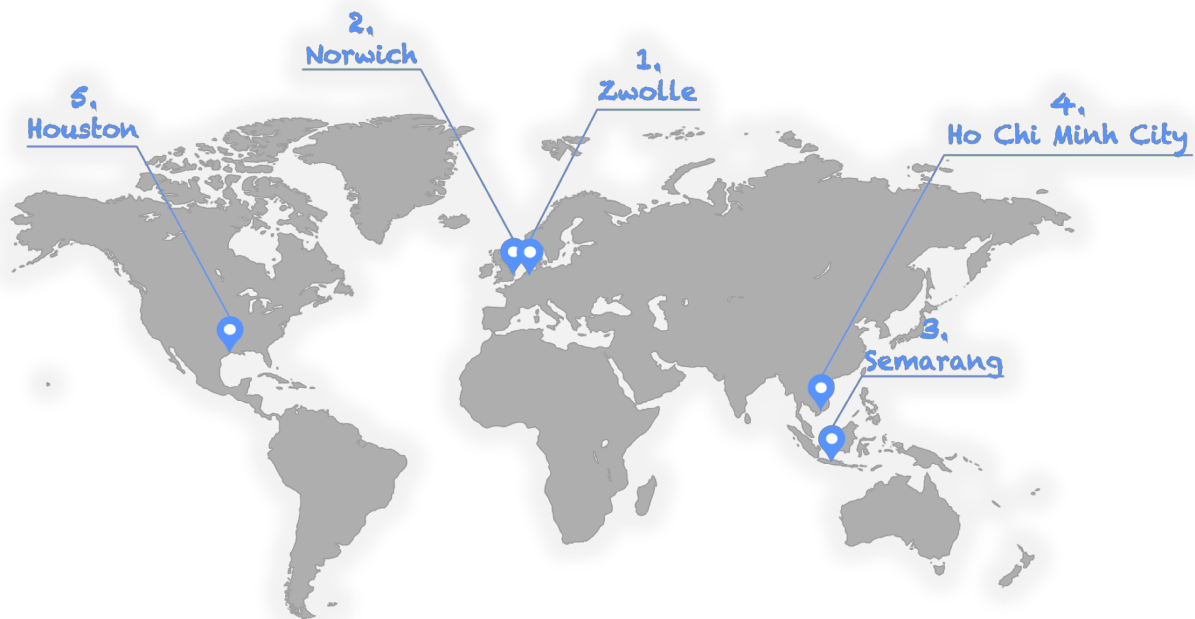 2.
Norwich
1.
Zwolle
5.
Houston
4.
Ho Chi Minh City
3.
Semarang